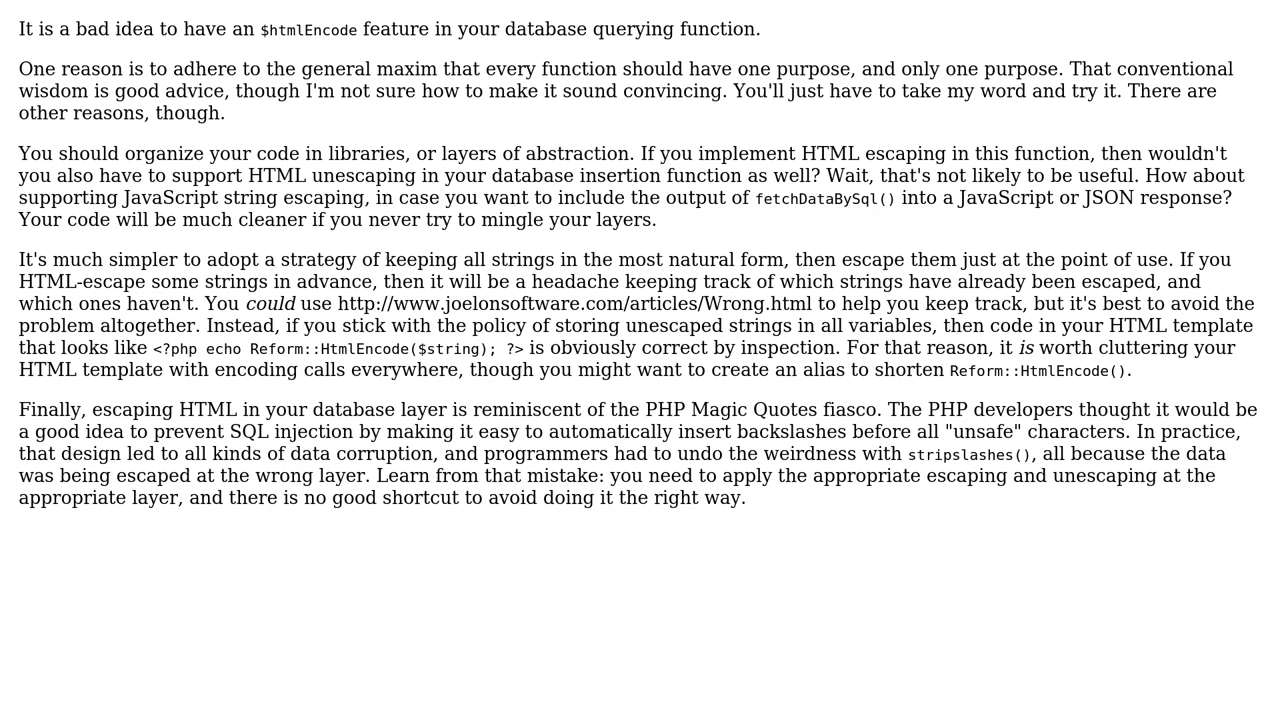 It is a bad idea to have an $htmlEncode feature in your database querying function.
One reason is to adhere to the general maxim that every function should have one purpose, and only one purpose. That conventional
wisdom is good advice, though I'm not sure how to make it sound convincing. You'll just have to take my word and try it. There are
other reasons, though.
You should organize your code in libraries, or layers of abstraction. If you implement HTML escaping in this function, then wouldn't
you also have to support HTML unescaping in your database insertion function as well? Wait, that's not likely to be useful. How about
supporting JavaScript string escaping, in case you want to include the output of fetchDataBySql() into a JavaScript or JSON response?
Your code will be much cleaner if you never try to mingle your layers.
It's much simpler to adopt a strategy of keeping all strings in the most natural form, then escape them just at the point of use. If you
HTML-escape some strings in advance, then it will be a headache keeping track of which strings have already been escaped, and
which ones haven't. You could use http://www.joelonsoftware.com/articles/Wrong.html to help you keep track, but it's best to avoid the
problem altogether. Instead, if you stick with the policy of storing unescaped strings in all variables, then code in your HTML template
that looks like <?php echo Reform::HtmlEncode($string); ?> is obviously correct by inspection. For that reason, it is worth cluttering your
HTML template with encoding calls everywhere, though you might want to create an alias to shorten Reform::HtmlEncode().
Finally, escaping HTML in your database layer is reminiscent of the PHP Magic Quotes fiasco. The PHP developers thought it would be
a good idea to prevent SQL injection by making it easy to automatically insert backslashes before all "unsafe" characters. In practice,
that design led to all kinds of data corruption, and programmers had to undo the weirdness with stripslashes(), all because the data
was being escaped at the wrong layer. Learn from that mistake: you need to apply the appropriate escaping and unescaping at the
appropriate layer, and there is no good shortcut to avoid doing it the right way.